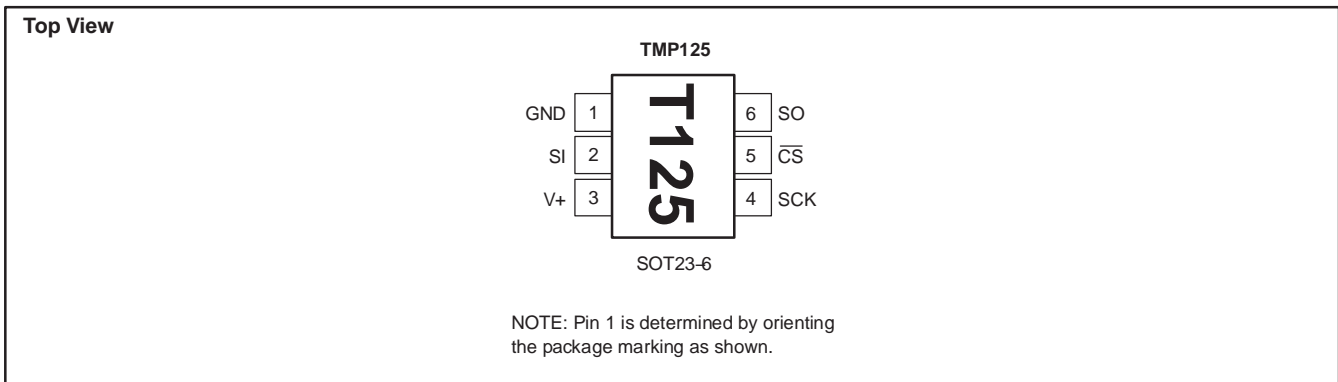 Top View
TMP125
GND 1
SI 2
V+ 3
T125
6 SO
5 C̅S̅
4 SCK
SOT23-6
NOTE: Pin 1 is determined by orienting
the package marking as shown.